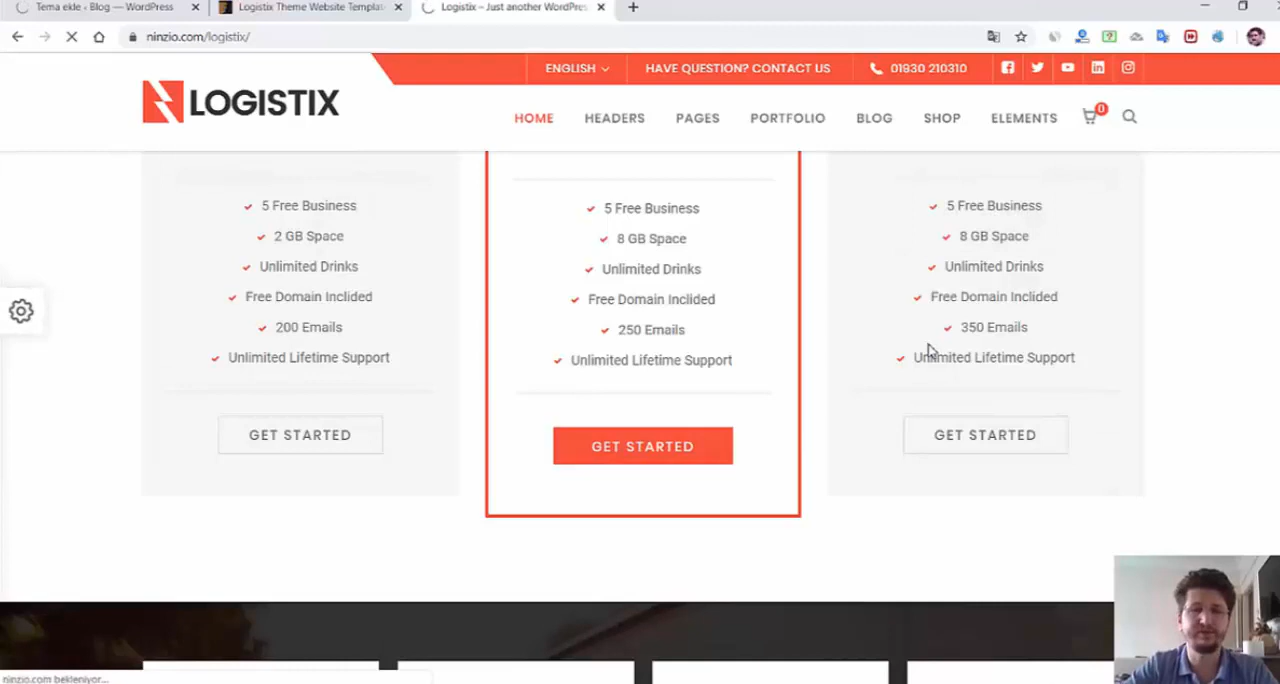 Tema ekle ‹ Blog — WordPress
Logistix Theme Website Templat
Logistix – Just another WordPres
ninzio.com/logistix/
ENGLISH
HAVE QUESTION? CONTACT US
01930 210310
LOGISTIX
HOME
HEADERS
PAGES
PORTFOLIO
BLOG
SHOP
ELEMENTS
0
5 Free Business
2 GB Space
Unlimited Drinks
Free Domain Inclided
200 Emails
Unlimited Lifetime Support
GET STARTED
5 Free Business
8 GB Space
Unlimited Drinks
Free Domain Inclided
250 Emails
Unlimited Lifetime Support
GET STARTED
5 Free Business
8 GB Space
Unlimited Drinks
Free Domain Inclided
350 Emails
Unlimited Lifetime Support
GET STARTED
ninzio.com bekleniyor...